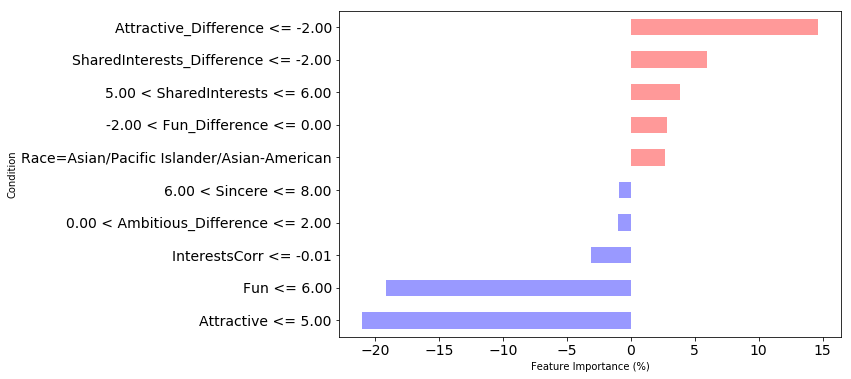 Attractive_Difference <= -2.00
SharedInterests_Difference <= -2.00
5.00 < SharedInterests <= 6.00
-2.00 < Fun_Difference <= 0.00
Race=Asian/Pacific Islander/Asian-American
6.00 < Sincere <= 8.00
0.00 < Ambitious_Difference <= 2.00
InterestsCorr <= -0.01
Fun <= 6.00
Attractive <= 5.00
Condition
−20 −15 −10 −5 0 5 10 15
Feature Importance (%)